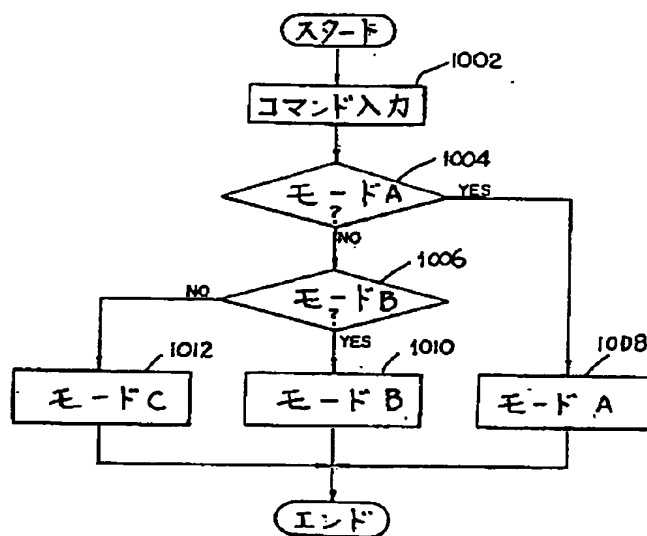 スタート
1002
コマンド入力
1004
モードA
?
YES
NO
1006
モードB
?
NO
YES
1012
モードC
1010
モードB
1008
モードA
エンド